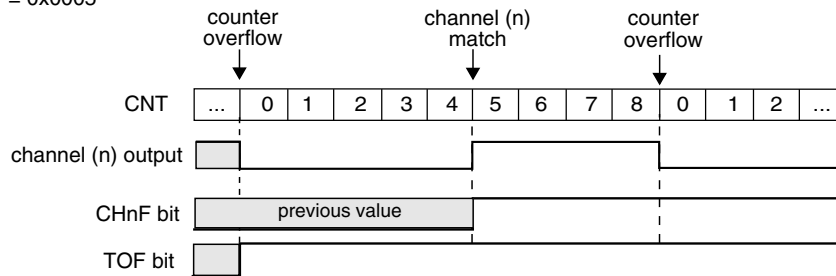 = 0x0005
counter overflow
channel (n) match
counter overflow
CNT ... 0 1 2 3 4 5 6 7 8 0 1 2 ...
channel (n) output
CHnF bit previous value
TOF bit